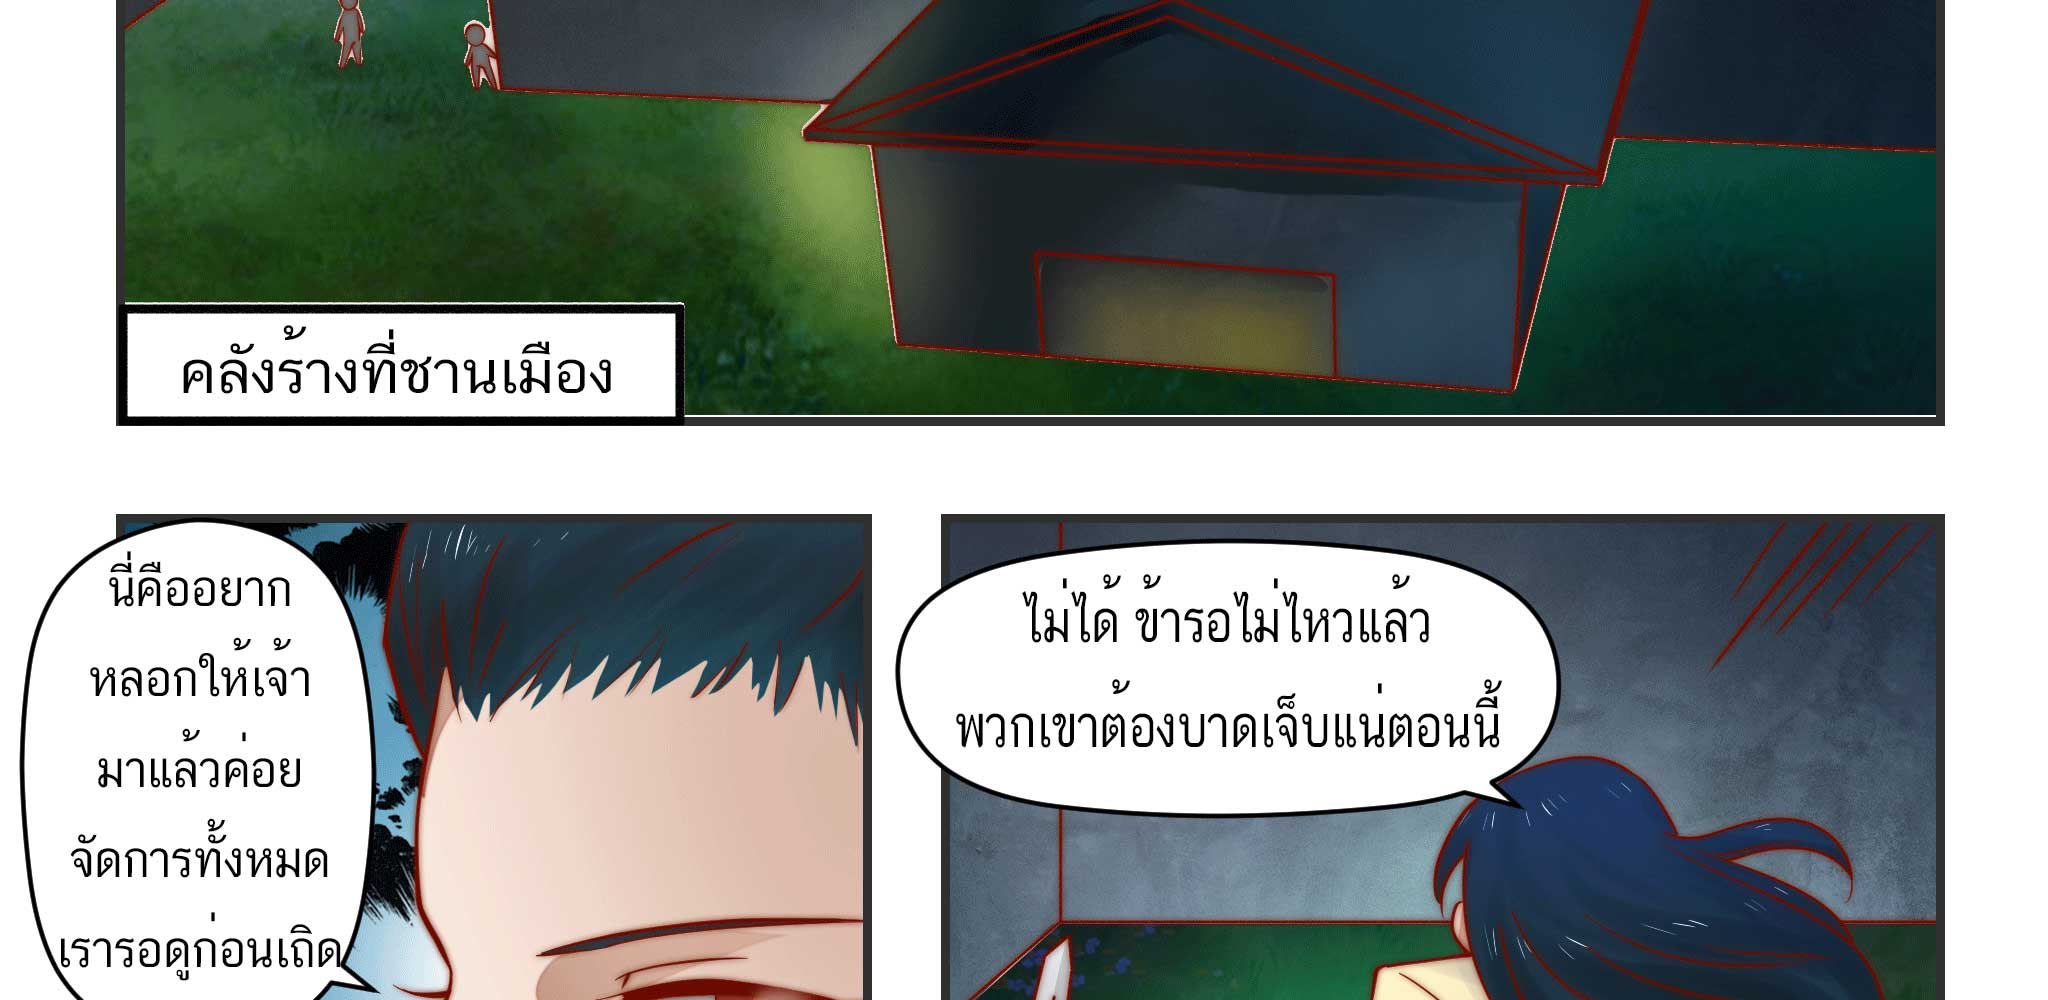 คลังร้างที่ชานเมือง
นี่คืออยาก
หลอกให้เจ้า
มาแล้วค่อย
จัดการทั้งหมด
เรารอดูก่อนเถิด
ไม่ได้ ข้ารอไม่ไหวแล้ว
พวกเขาต้องบาดเจ็บแน่ตอนนี้